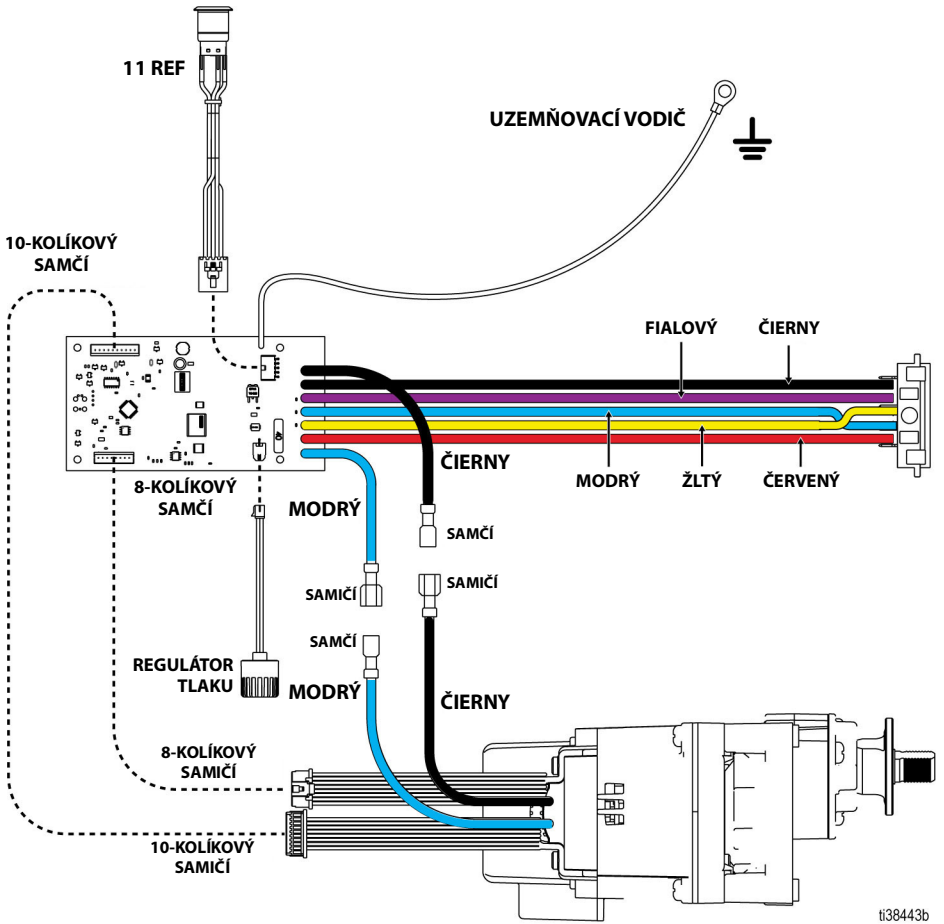 11 REF
UZEMŇOVACÍ VODIČ
10-KOLÍKOVÝ
SAMČÍ
FIALOVÝ
ČIERNY
MODRÝ
ŽLTÝ
ČERVENÝ
8-KOLÍKOVÝ
SAMČÍ
MODRÝ
ČIERNY
SAMČÍ
SAMIČÍ
SAMIČÍ
SAMČÍ
REGULÁTOR
TLAKU
MODRÝ
ČIERNY
8-KOLÍKOVÝ
SAMIČÍ
10-KOLÍKOVÝ
SAMIČÍ
ti38443b